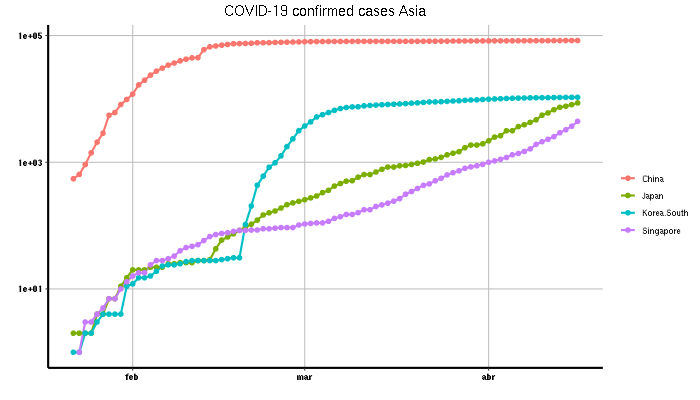 COVID-19 confirmed cases Asia
1e+05
1e+03
1e+01
feb
mar
abr
China
Japan
Korea.South
Singapore